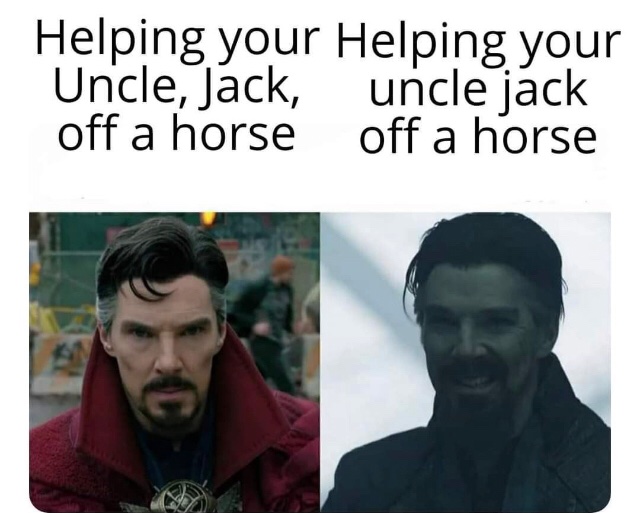 Helping your
Uncle, Jack,
off a horse
Helping your
uncle jack
off a horse